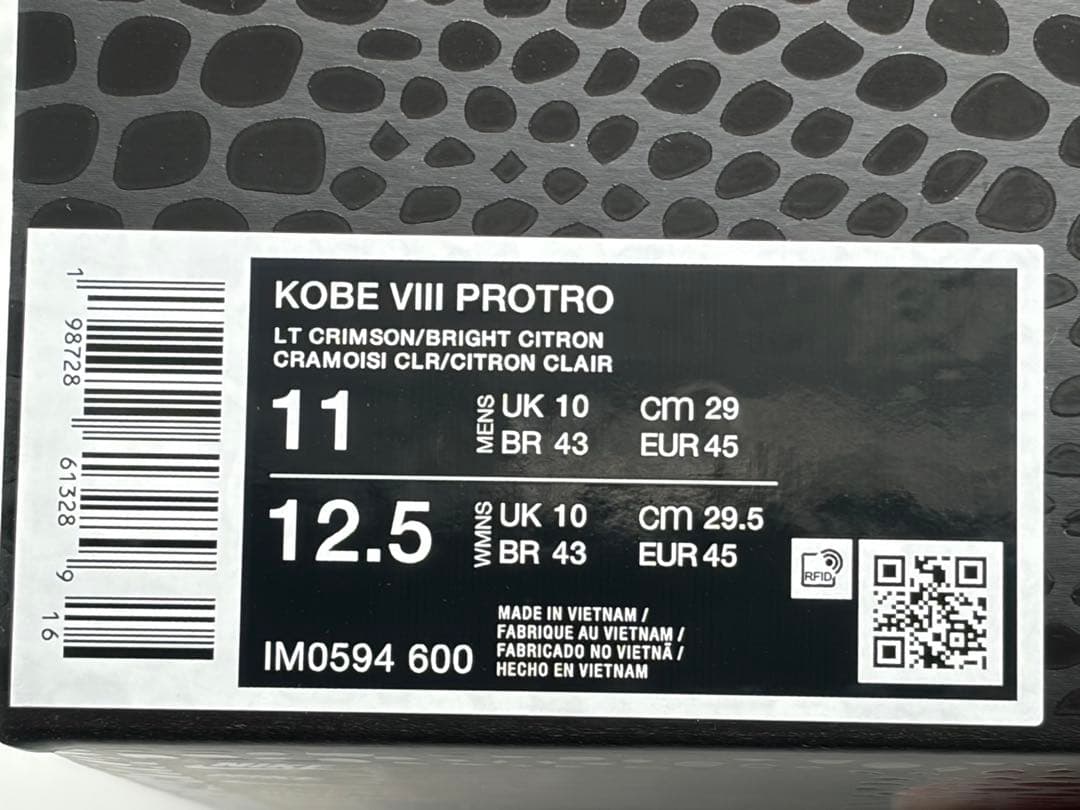 1 98728 61328 9 16
KOBE VIII PROTRO
LT CRIMSON/BRIGHT CITRON
CRAMOISI CLR/CITRON CLAIR
11 MENS UK 10 cm 29
BR 43 EUR 45
12.5 WMNS UK 10 cm 29.5
BR 43 EUR 45
RFID
IM0594 600
MADE IN VIETNAM /
FABRIQUE AU VIETNAM /
FABRICADO NO VIETNÃ /
HECHO EN VIETNAM